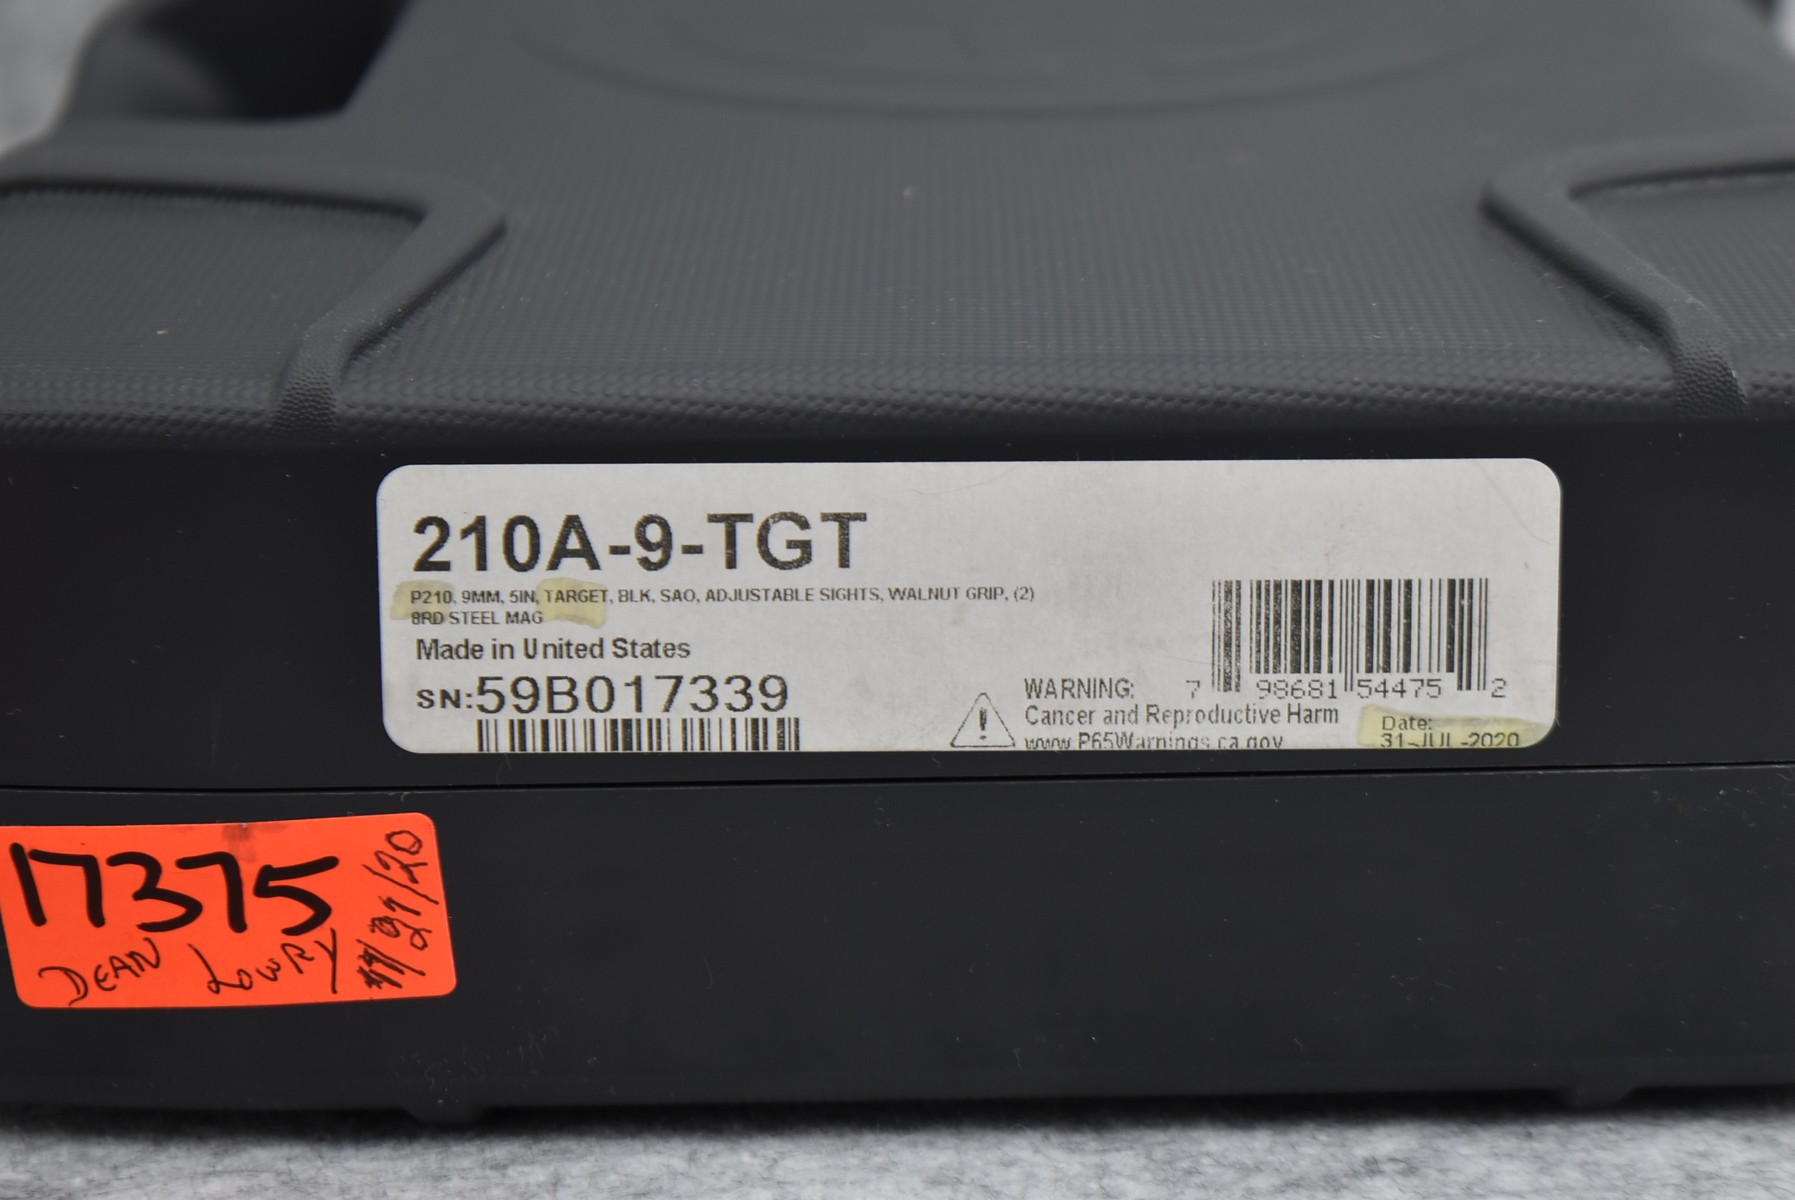 210A-9-TGT
P210, 9MM, 5IN, TARGET, BLK, SAO, ADJUSTABLE SIGHTS, WALNUT GRIP, (2)
8RD STEEL MAG
Made in United States
SN:59B017339
7 98681 54475 2
WARNING:
Cancer and Reproductive Harm
www.P65Warnings.ca.gov
Date:
31-JUL-2020
17375
DEAN LOWRY